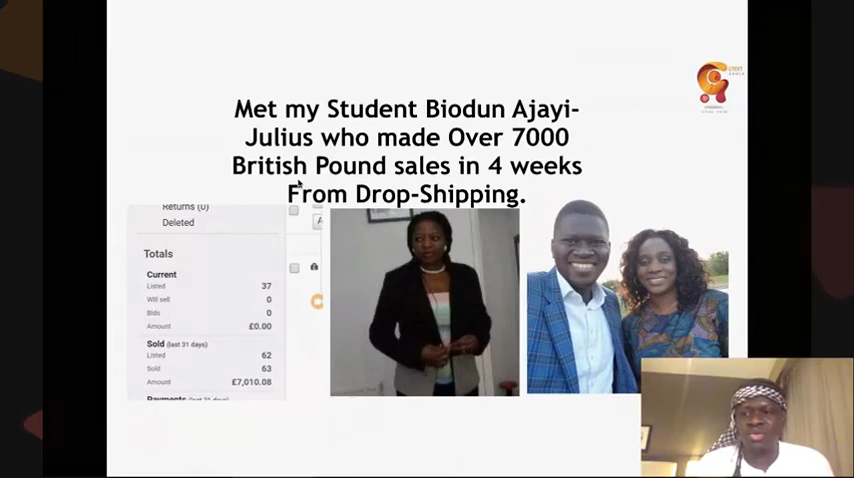 Met my Student Biodun Ajayi-
Julius who made Over 7000
British Pound sales in 4 weeks
From Drop-Shipping.
Returns (0)
Deleted
Totals
Current
Listed 37
Will sell 0
Bids 0
Amount £0.00
Sold (last 31 days)
Listed 62
Sold 63
Amount £7,010.08